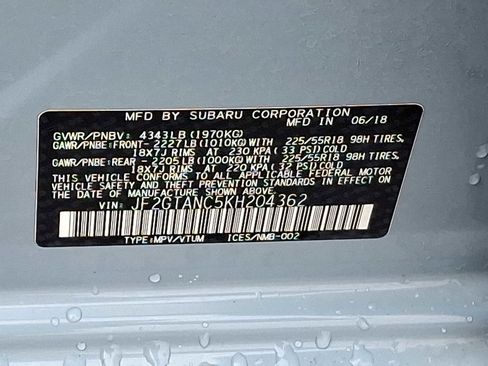 MFD BY SUBARU CORPORATION
MFD IN 06/18
GVWR/PNBV: 4343LB (1970KG)
GAWR/PNBE:FRONT- 2227LB (1010KG)WITH 225/55R18 98H TIRES,
18X7J RIMS AT 230 KPA ( 33 PSI)COLD
GAWR/PNBE:REAR - 2205LB (1000KG)WITH 225/55R18 98H TIRES,
18X7J RIMS AT 220 KPA ( 32 PSI)COLD
THIS VEHICLE CONFORMS TO ALL APPLICABLE FEDERAL MOTOR
VEHICLE SAFETY, BUMPER, AND THEFT PREVENTION STANDARDS
IN EFFECT ON THE DATE OF MANUFACTURE SHOWN ABOVE.
VIN: JF2GTANC5KH204362
TYPE:MPV/VTUM ICES/NMB-002